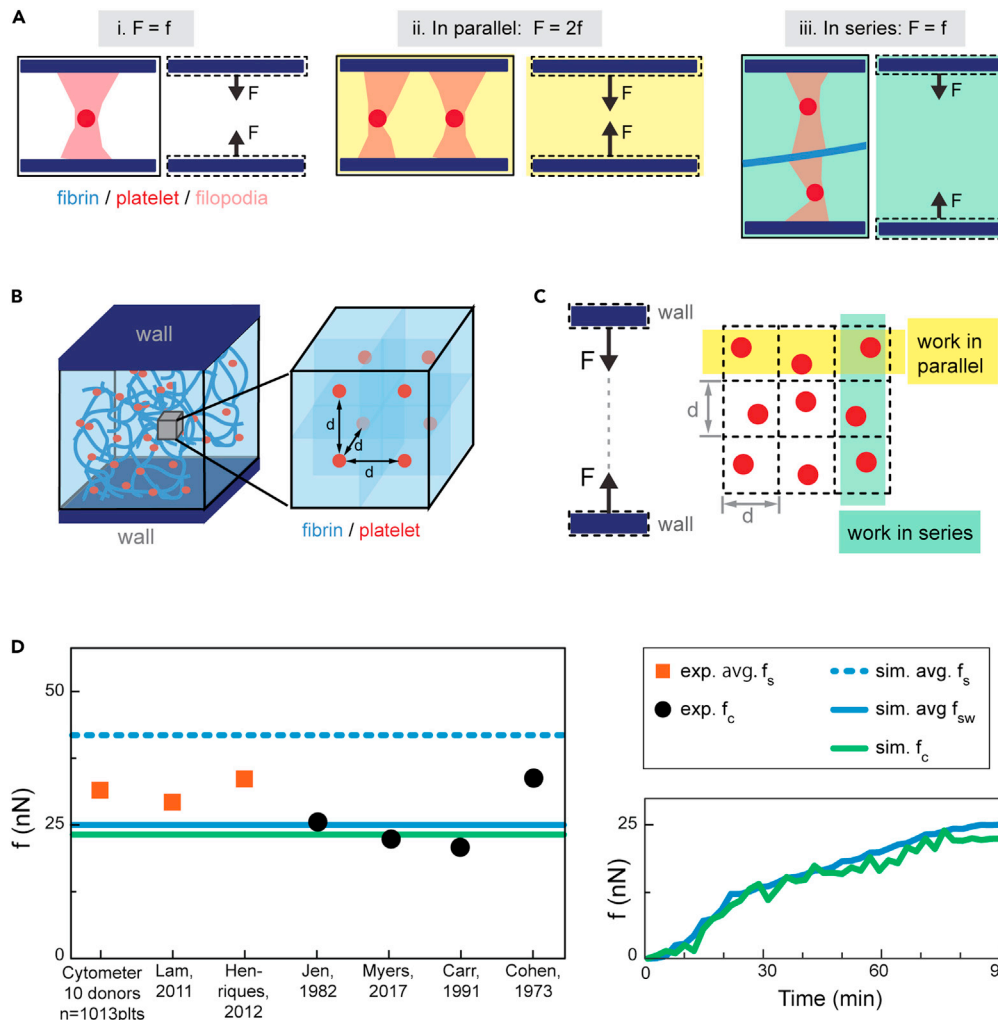 A
i. F = f
ii. In parallel: F = 2f
iii. In series: F = f
F
F
F
F
F
F
fibrin / platelet / filopodia
B
wall
wall
d
d
d
fibrin / platelet
C
wall
F
F
wall
d
d
work in
parallel
work in series
D
f (nN)
50
25
0
Cytometer
10 donors
n=1013plts
Lam,
2011
Hen-
riques,
2012
Jen,
1982
Myers,
2017
Carr,
1991
Cohen,
1973
exp. avg. fs
exp. fc
sim. avg. fs
sim. avg fsw
sim. fc
f (nN)
25
0
0
30
60
9
Time (min)